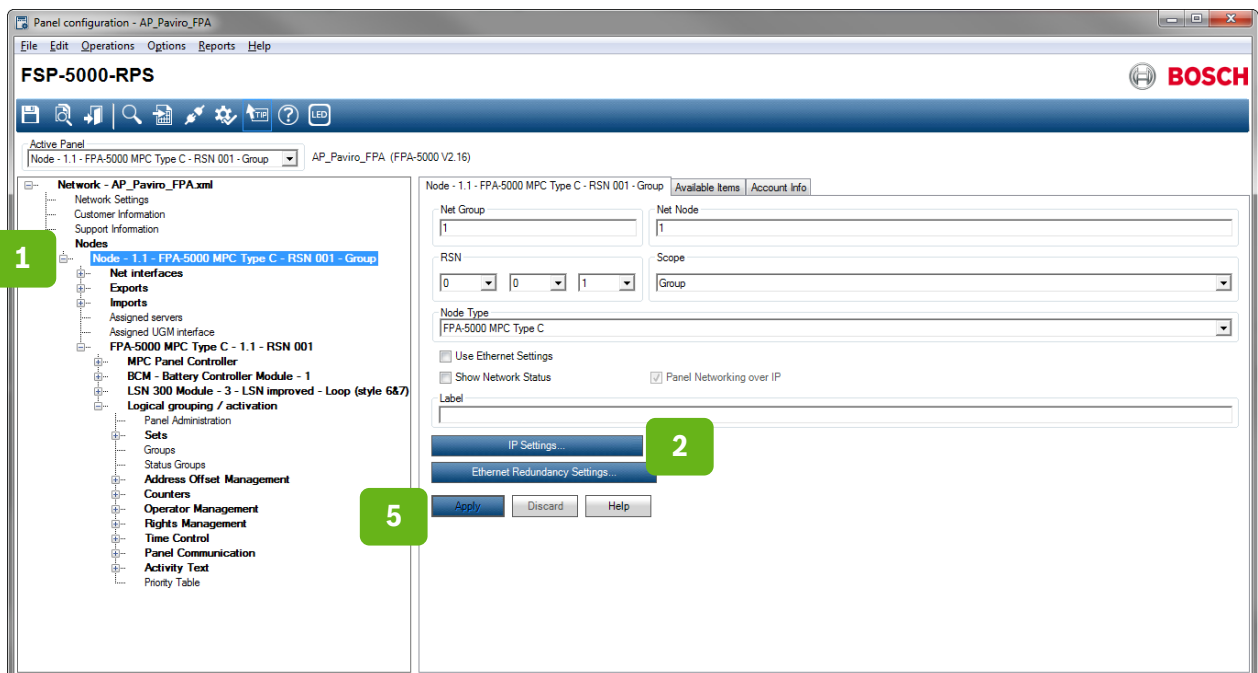 Panel configuration - AP_Paviro_FPA
File Edit Operations Options Reports Help
FSP-5000-RPS
BOSCH
TIP
?
LED
Active Panel
Node - 1.1 - FPA-5000 MPC Type C - RSN 001 - Group
AP_Paviro_FPA (FPA-5000 V2.16)
Network - AP_Paviro_FPA.xml
Network Settings
Customer Information
Support Information
Nodes
1
Node - 1.1 - FPA-5000 MPC Type C - RSN 001 - Group
Net interfaces
Exports
Imports
Assigned servers
Assigned UGM interface
FPA-5000 MPC Type C - 1.1 - RSN 001
MPC Panel Controller
BCM - Battery Controller Module - 1
LSN 300 Module - 3 - LSN improved - Loop (style 6&7)
Logical grouping / activation
Panel Administration
Sets
Groups
Status Groups
Address Offset Management
Counters
Operator Management
Rights Management
Time Control
Panel Communication
Activity Text
Priority Table
Node - 1.1 - FPA-5000 MPC Type C - RSN 001 - Group Available Items Account Info
Net Group Net Node
1 1
RSN Scope
0 0 1 Group
Node Type
FPA-5000 MPC Type C
Use Ethernet Settings
Show Network Status Panel Networking over IP
Label
IP Settings...
2
Ethernet Redundancy Settings...
5
Apply Discard Help